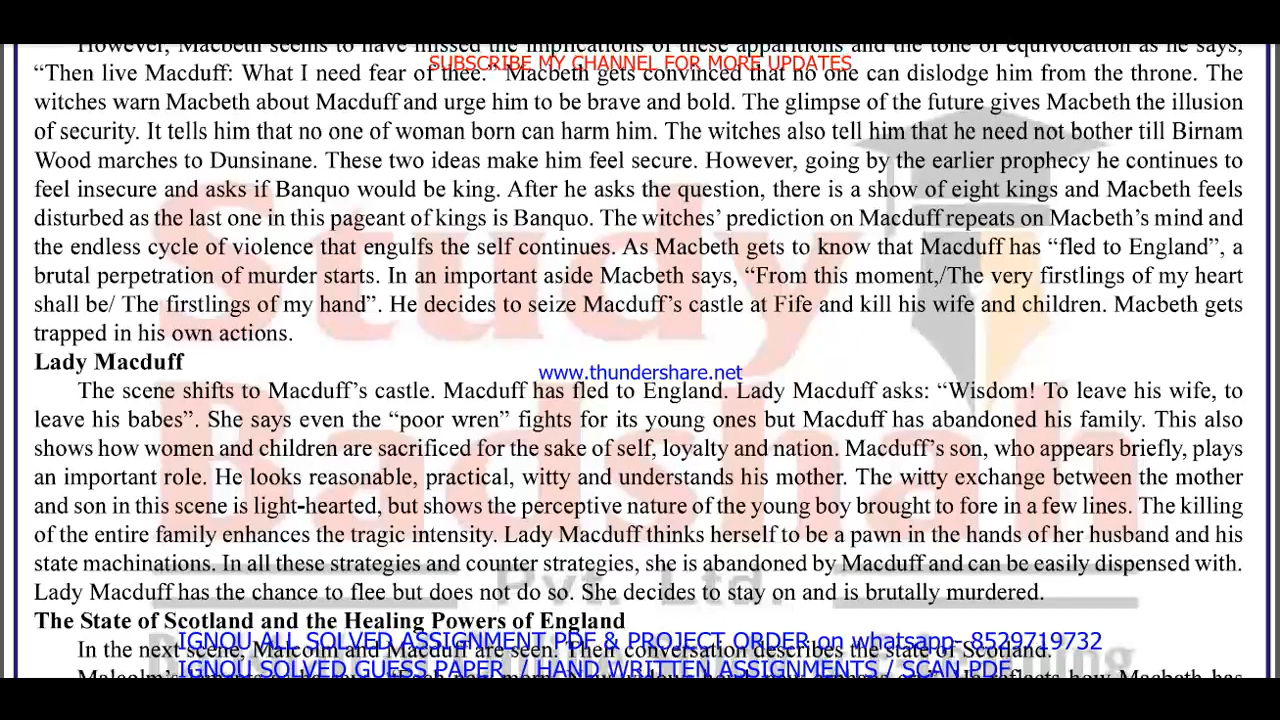 However, Macbeth seems to have missed the implications of these apparitions and the tone of equivocation as he says,
SUBSCRIBE MY CHANNEL FOR MORE UPDATES
“Then live Macduff: What I need fear of thee.” Macbeth gets convinced that no one can dislodge him from the throne. The
witches warn Macbeth about Macduff and urge him to be brave and bold. The glimpse of the future gives Macbeth the illusion
of security. It tells him that no one of woman born can harm him. The witches also tell him that he need not bother till Birnam
Wood marches to Dunsinane. These two ideas make him feel secure. However, going by the earlier prophecy he continues to
feel insecure and asks if Banquo would be king. After he asks the question, there is a show of eight kings and Macbeth feels
disturbed as the last one in this pageant of kings is Banquo. The witches’ prediction on Macduff repeats on Macbeth’s mind and
the endless cycle of violence that engulfs the self continues. As Macbeth gets to know that Macduff has “fled to England”, a
brutal perpetration of murder starts. In an important aside Macbeth says, “From this moment,/The very firstlings of my heart
shall be/ The firstlings of my hand”. He decides to seize Macduff’s castle at Fife and kill his wife and children. Macbeth gets
trapped in his own actions.
Lady Macduff
www.thundershare.net
The scene shifts to Macduff’s castle. Macduff has fled to England. Lady Macduff asks: “Wisdom! To leave his wife, to
leave his babes”. She says even the “poor wren” fights for its young ones but Macduff has abandoned his family. This also
shows how women and children are sacrificed for the sake of self, loyalty and nation. Macduff’s son, who appears briefly, plays
an important role. He looks reasonable, practical, witty and understands his mother. The witty exchange between the mother
and son in this scene is light-hearted, but shows the perceptive nature of the young boy brought to fore in a few lines. The killing
of the entire family enhances the tragic intensity. Lady Macduff thinks herself to be a pawn in the hands of her husband and his
state machinations. In all these strategies and counter strategies, she is abandoned by Macduff and can be easily dispensed with.
Lady Macduff has the chance to flee but does not do so. She decides to stay on and is brutally murdered.
The State of Scotland and the Healing Powers of England
IGNOU ALL SOLVED ASSIGNMENT PDF & PROJECT ORDER on whatsapp- 8529719732
In the next scene, Malcolm and Macduff are seen. Their conversation describes the state of Scotland.
IGNOU SOLVED GUESS PAPER / HAND WRITTEN ASSIGNMENTS / SCAN PDF
Study
Badshah
Pvt. Ltd.